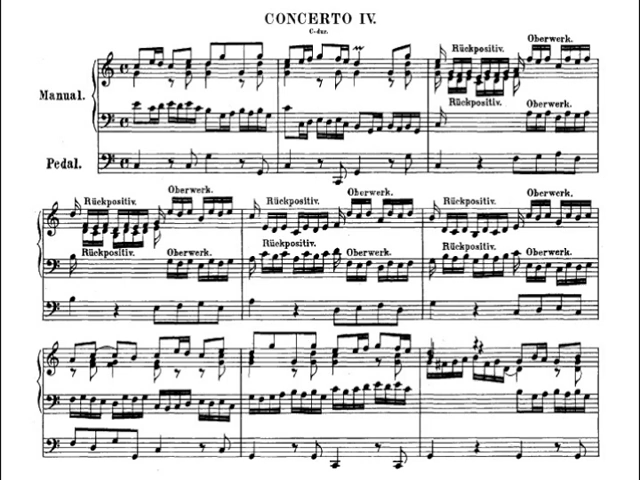 CONCERTO IV.
C-dur.
Oberwerk.
Rückpositiv.
Manual.
Rückpositiv. Oberwerk.
Pedal.
Oberwerk. Oberwerk. Oberwerk.
Rückpositiv. Rückpositiv. Rückpositiv.
Rückpositiv. Oberwerk. Rückpositiv. Oberwerk. Rückpositiv. Oberwerk.